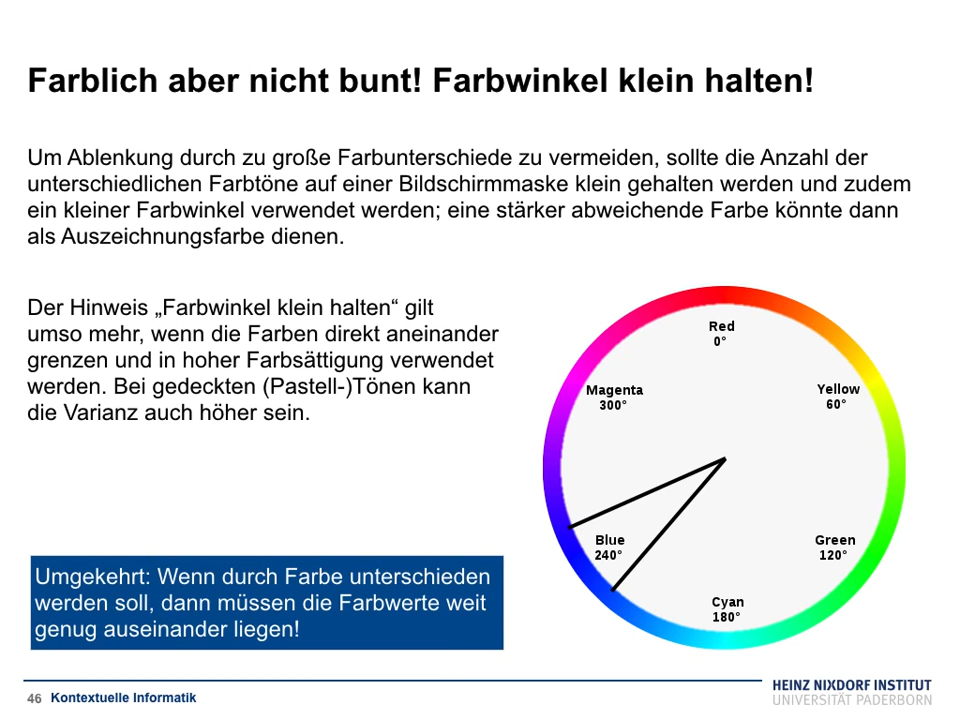 Farblich aber nicht bunt! Farbwinkel klein halten!
Um Ablenkung durch zu große Farbunterschiede zu vermeiden, sollte die Anzahl der
unterschiedlichen Farbtöne auf einer Bildschirmmaske klein gehalten werden und zudem
ein kleiner Farbwinkel verwendet werden; eine stärker abweichende Farbe könnte dann
als Auszeichnungsfarbe dienen.
Der Hinweis „Farbwinkel klein halten“ gilt
umso mehr, wenn die Farben direkt aneinander
grenzen und in hoher Farbsättigung verwendet
werden. Bei gedeckten (Pastell-)Tönen kann
die Varianz auch höher sein.
Red
0°
Magenta
300°
Yellow
60°
Blue
240°
Green
120°
Cyan
180°
Umgekehrt: Wenn durch Farbe unterschieden
werden soll, dann müssen die Farbwerte weit
genug auseinander liegen!
46 Kontextuelle Informatik
HEINZ NIXDORF INSTITUT
UNIVERSITÄT PADERBORN